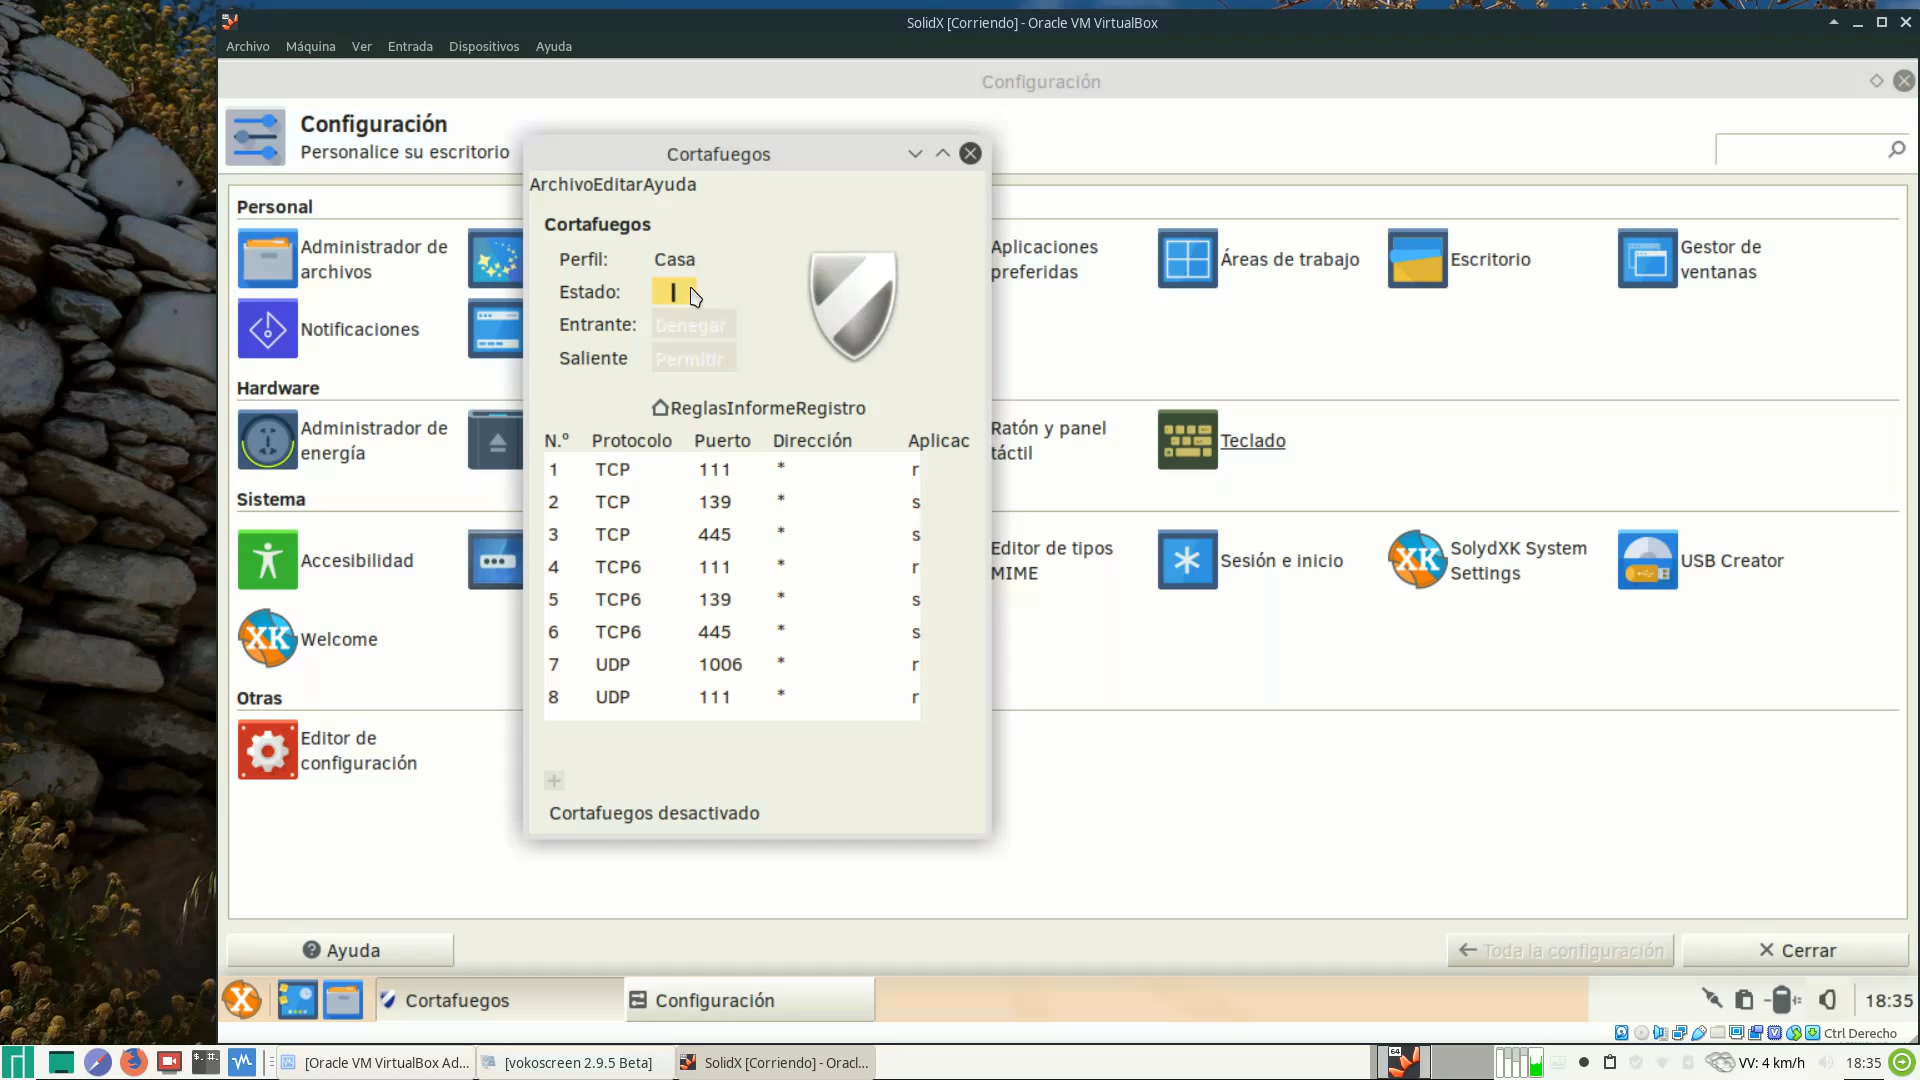 SolidX [Corriendo] - Oracle VM VirtualBox
Archivo Máquina Ver Entrada Dispositivos Ayuda
Configuración
Configuración
Personalice su escritorio
Cortafuegos
ArchivoEditarAyuda
Cortafuegos
Perfil: Casa
Estado:
Entrante: Denegar
Saliente Permitir
ReglasInformeRegistro
N.º Protocolo Puerto Dirección Aplicac
1 TCP 111 * r
2 TCP 139 * s
3 TCP 445 * s
4 TCP6 111 * r
5 TCP6 139 * s
6 TCP6 445 * s
7 UDP 1006 * r
8 UDP 111 * r
+
Cortafuegos desactivado
Personal
Administrador de
archivos
Aplicaciones
preferidas
Áreas de trabajo
Escritorio
Gestor de
ventanas
Notificaciones
Hardware
Administrador de
energía
Ratón y panel
táctil
Teclado
Sistema
Accesibilidad
Editor de tipos
MIME
Sesión e inicio
XK
SolydXK System
Settings
USB Creator
XK
Welcome
Otras
Editor de
configuración
Ayuda
Toda la configuración
Cerrar
Cortafuegos
Configuración
18:35
Ctrl Derecho
[Oracle VM VirtualBox Ad...
[vokoscreen 2.9.5 Beta]
SolidX [Corriendo] - Oracl...
64
VV: 4 km/h
18:35